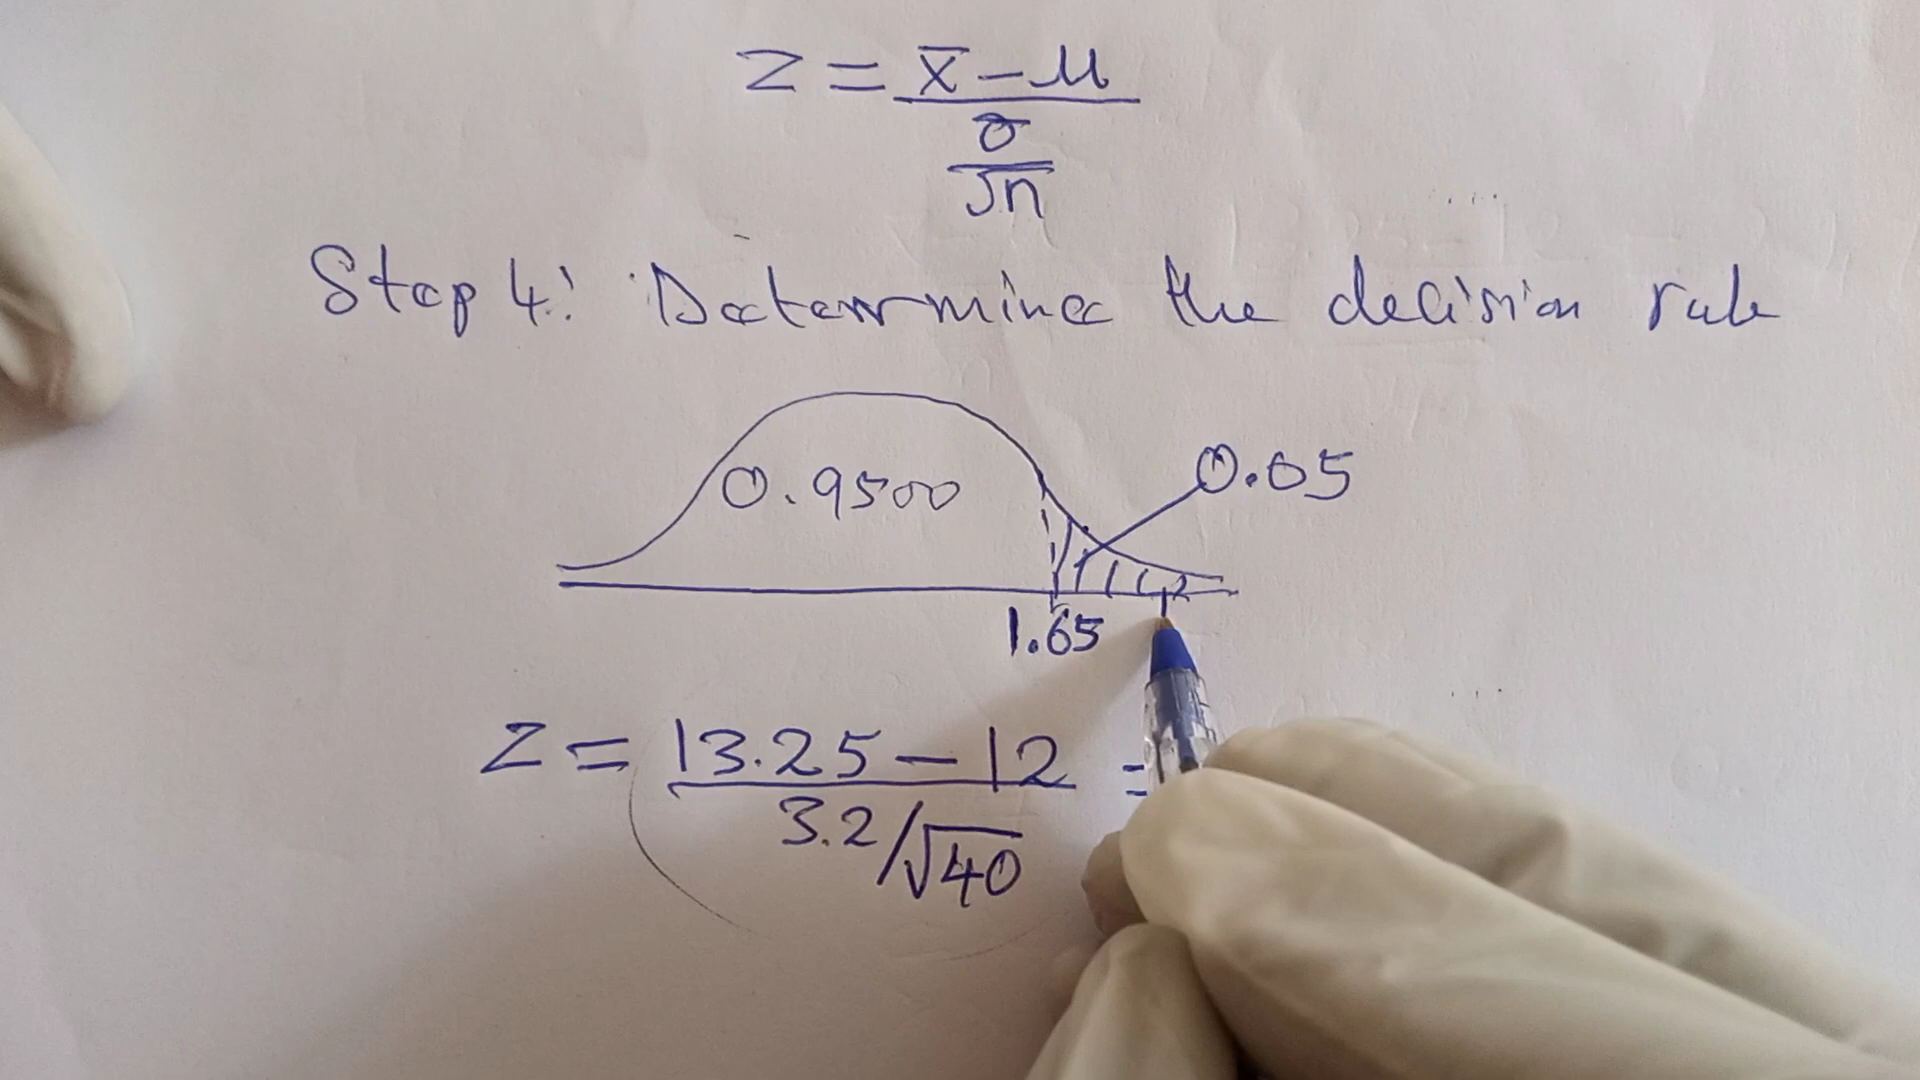 Z = x̄ - μ
σ
√n
Step 4: Determine the decision rule
0.9500
0.05
1.65
Z = 13.25 - 12 =
3.2/√40